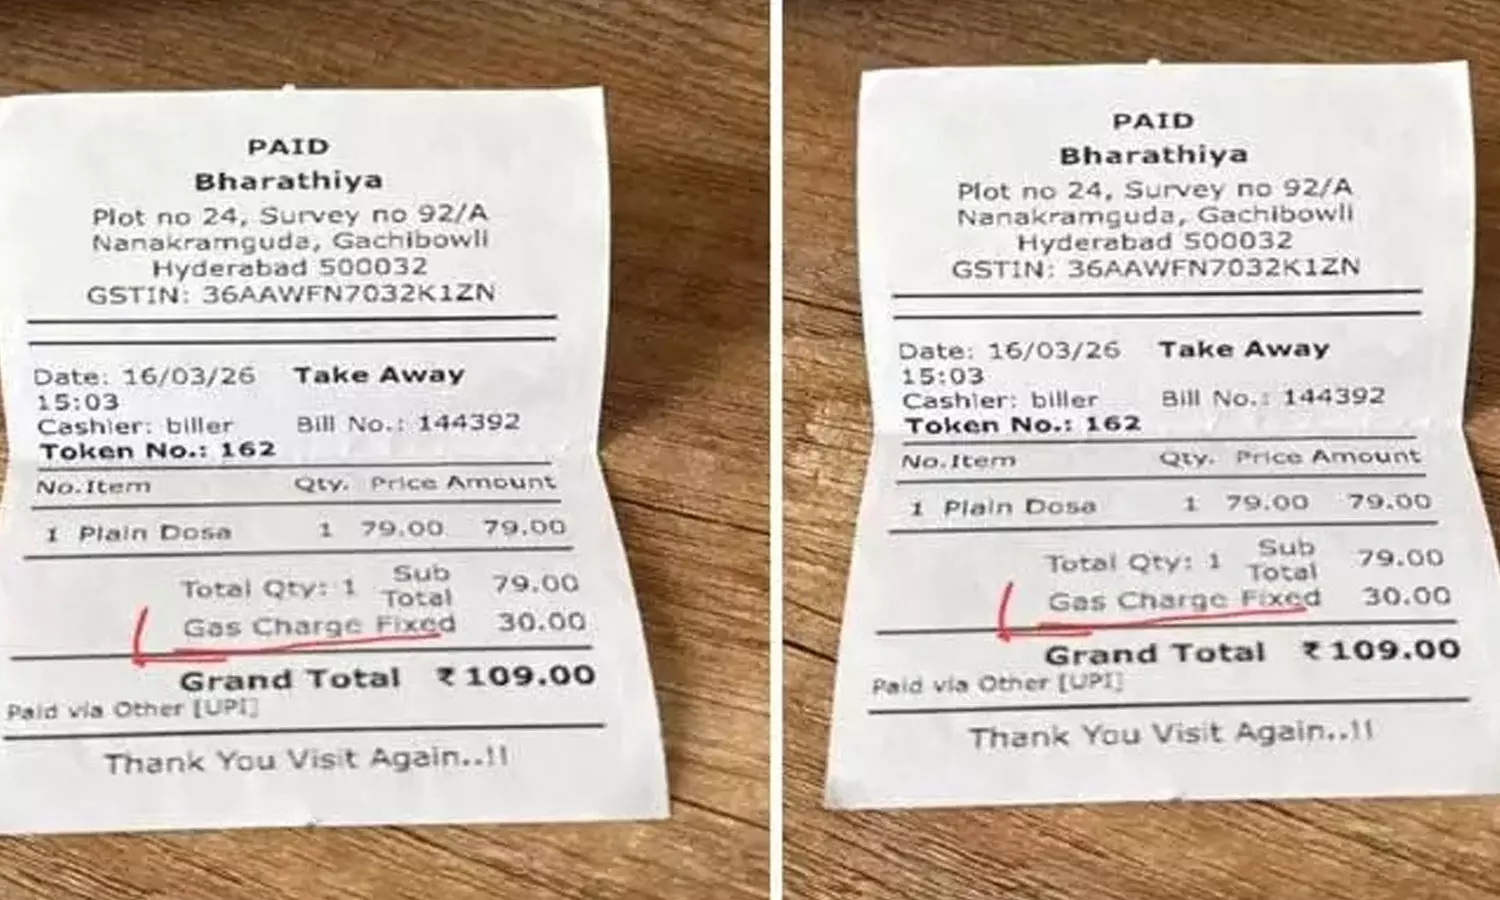 PAID
Bharathiya
Plot no 24, Survey no 92/A
Nanakramguda, Gachibowli
Hyderabad 500032
GSTIN: 36AAWFN7032K1ZN
Date: 16/03/26 Take Away
15:03
Cashier: biller Bill No.: 144392
Token No.: 162
No.Item Qty. Price Amount
1 Plain Dosa 1 79.00 79.00
Total Qty: 1 Sub Total 79.00
Gas Charge Fixed 30.00
Grand Total ₹109.00
Paid via Other [UPI]
Thank You Visit Again..!!
PAID
Bharathiya
Plot no 24, Survey no 92/A
Nanakramguda, Gachibowli
Hyderabad 500032
GSTIN: 36AAWFN7032K1ZN
Date: 16/03/26 Take Away
15:03
Cashier: biller Bill No.: 144392
Token No.: 162
No.Item Qty. Price Amount
1 Plain Dosa 1 79.00 79.00
Total Qty: 1 Sub Total 79.00
Gas Charge Fixed 30.00
Grand Total ₹109.00
Paid via Other [UPI]
Thank You Visit Again..!!